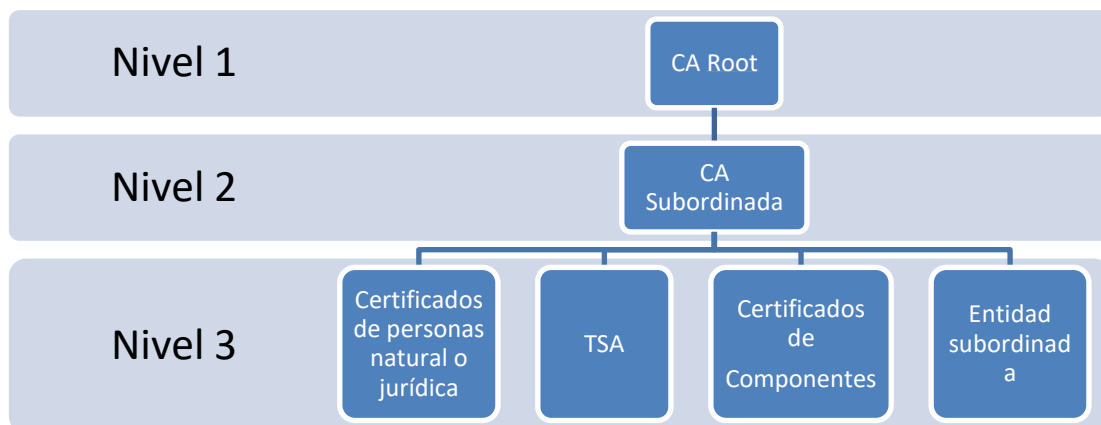 Nivel 1
CA Root
Nivel 2
CA
Subordinada
Nivel 3
Certificados
de personas
natural o
jurídica
TSA
Certificados
de
Componentes
Entidad
subordinad
a